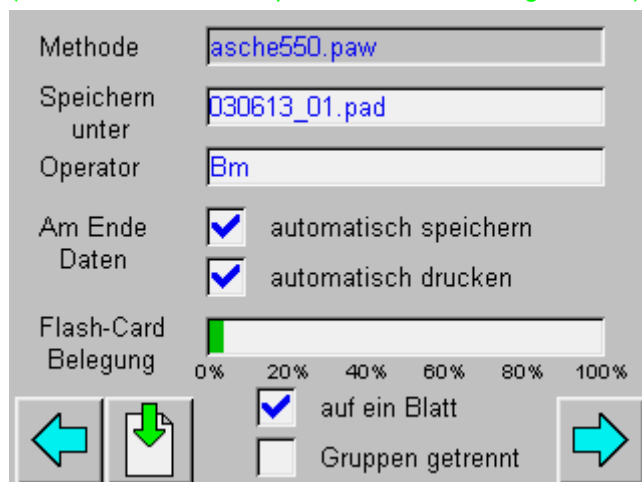 Methode asche550.paw
Speichern 030613_01.pad
unter
Operator Bm
Am Ende automatisch speichern
Daten
automatisch drucken
Flash-Card
Belegung
0% 20% 40% 60% 80% 100%
auf ein Blatt
Gruppen getrennt